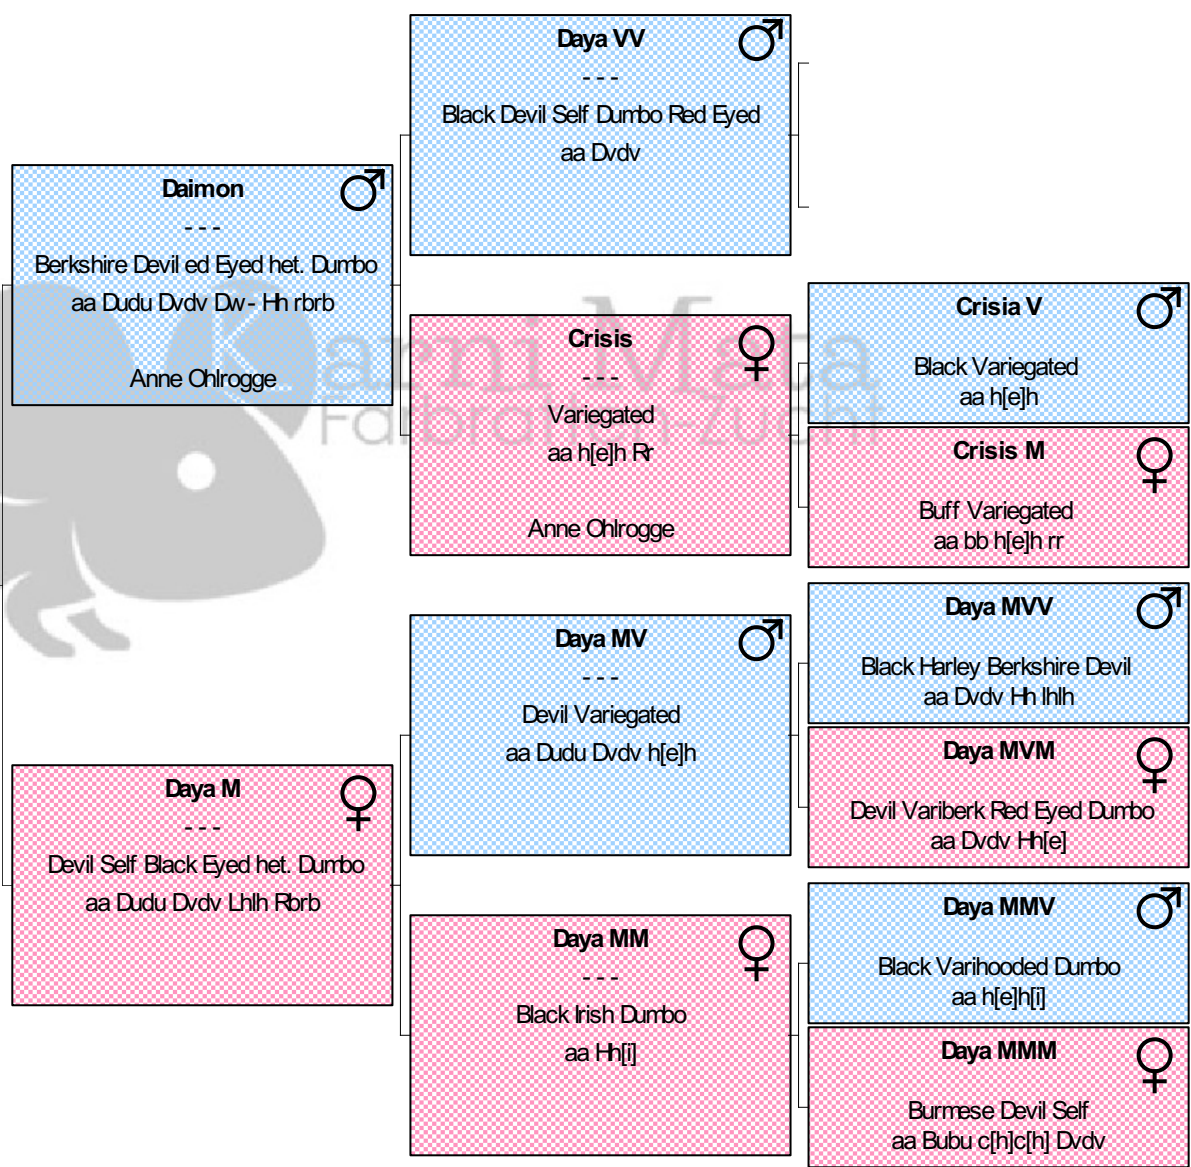 Daya VV
---
Black Devil Self Dumbo Red Eyed
aa Dvdv
Daimon
---
Berkshire Devil ed Eyed het. Dumbo
aa Dudu Dvdv Dw- Hh rbrb
Anne Ohlrogge
Crisis
---
Variegated
aa h[e]h Rr
Anne Ohlrogge
Crisia V
Black Variegated
aa h[e]h
Crisis M
Buff Variegated
aa bb h[e]h rr
Karni Mata
Farbratten-Zucht
Daya M
---
Devil Self Black Eyed het. Dumbo
aa Dudu Dvdv Lhlh Rbrb
Daya MV
---
Devil Variegated
aa Dudu Dvdv h[e]h
Daya MVV
Black Harley Berkshire Devil
aa Dvdv Hh lhlh
Daya MVM
Devil Variberk Red Eyed Dumbo
aa Dvdv Hh[e]
Daya MM
---
Black Irish Dumbo
aa Hh[i]
Daya MMV
Black Varihooded Dumbo
aa h[e]h[i]
Daya MMM
Burmese Devil Self
aa Bubu c[h]c[h] Dvdv